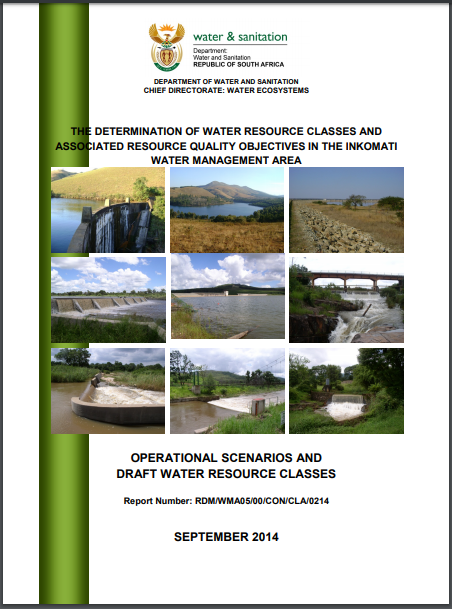 water & sanitation
Department:
Water and Sanitation
REPUBLIC OF SOUTH AFRICA
DEPARTMENT OF WATER AND SANITATION
CHIEF DIRECTORATE: WATER ECOSYSTEMS
THE DETERMINATION OF WATER RESOURCE CLASSES AND
ASSOCIATED RESOURCE QUALITY OBJECTIVES IN THE INKOMATI
WATER MANAGEMENT AREA
OPERATIONAL SCENARIOS AND
DRAFT WATER RESOURCE CLASSES
Report Number: RDM/WMA05/00/CON/CLA/0214
SEPTEMBER 2014